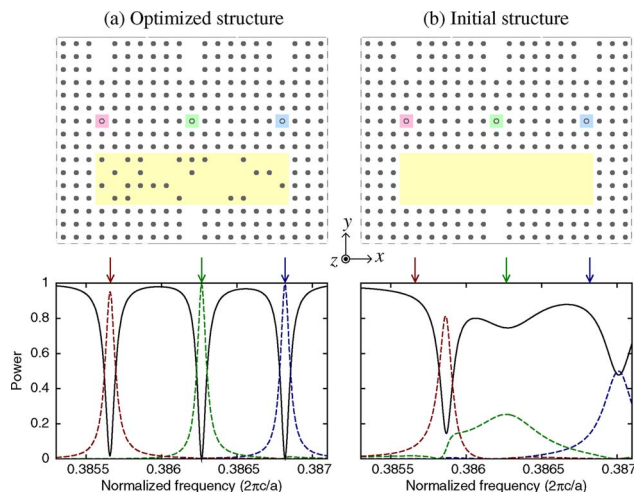 (a) Optimized structure
(b) Initial structure
y
z
x
Power
1
0.8
0.6
0.4
0.2
0
0.3855
0.386
0.3865
0.387
Normalized frequency (2πc/a)
0.3855
0.386
0.3865
0.387
Normalized frequency (2πc/a)